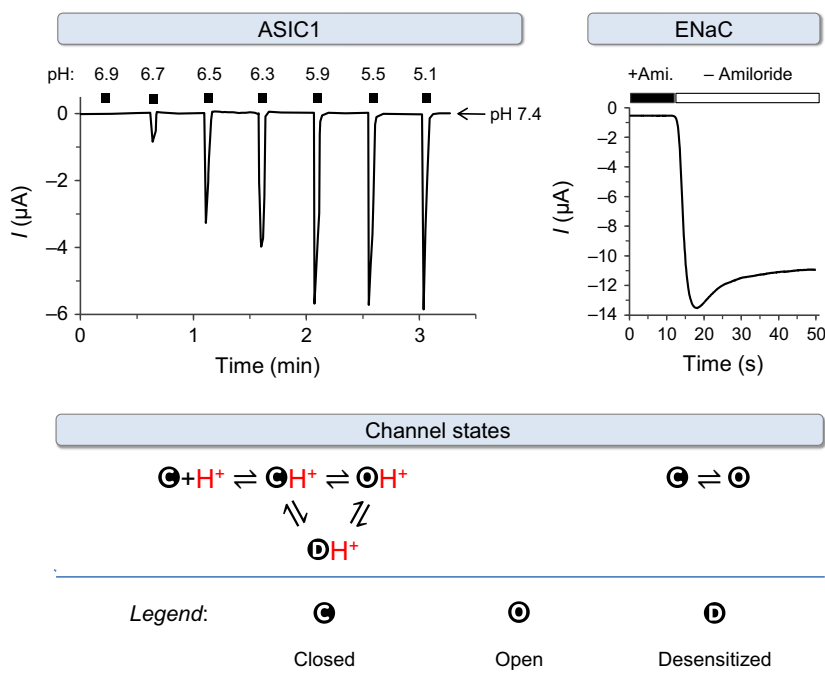 ASIC1
ENaC
pH: 6.9 6.7 6.5 6.3 5.9 5.5 5.1
+Ami. – Amiloride
0
–2
–4
–6
I (µA)
pH 7.4
0 1 2 3
Time (min)
0
–2
–4
–6
–8
–10
–12
–14
I (µA)
0 10 20 30 40 50
Time (s)
Channel states
C+H⁺ ⇌ CH⁺ ⇌ OH⁺
C ⇌ O
DH⁺
Legend: C O D
Closed Open Desensitized